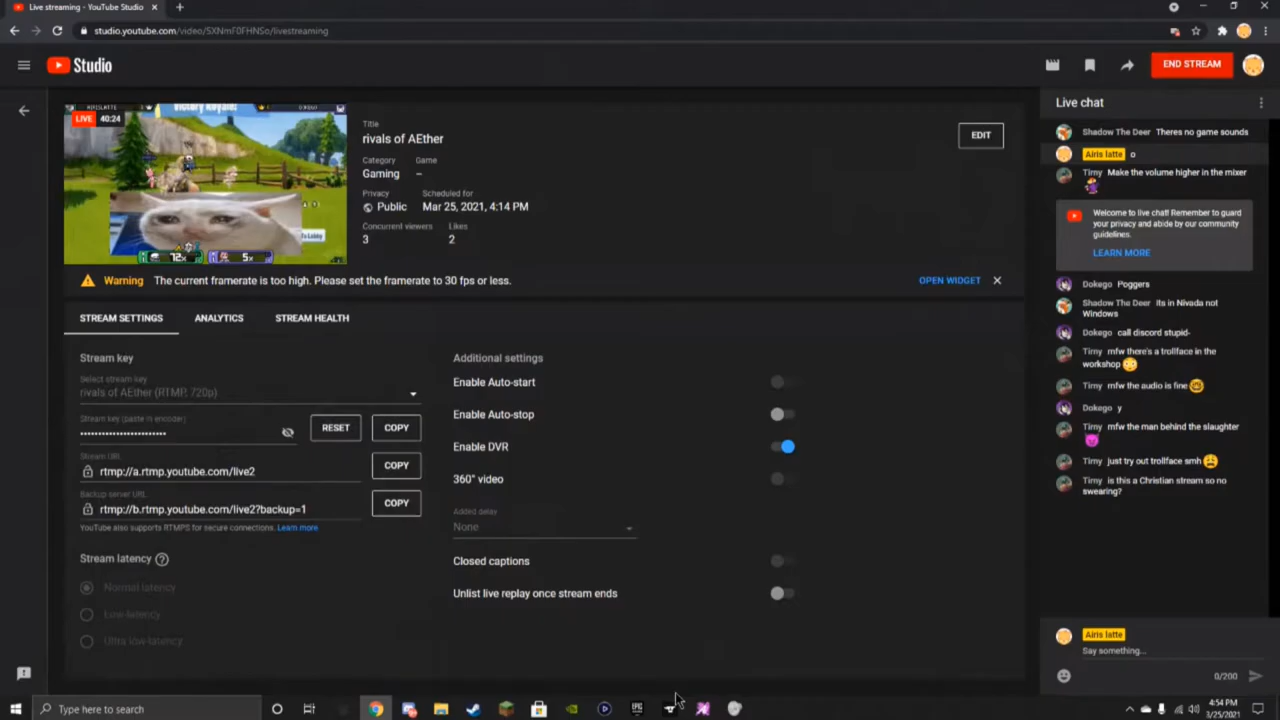 Live streaming - YouTube Studio
studio.youtube.com/video/SXNmF0FHNSo/livestreaming
Studio
END STREAM
LIVE 40:24
Victory Royale!
72%
5%
To Lobby
Title
rivals of AEther
EDIT
Category Game
Gaming –
Privacy Scheduled for
Public Mar 25, 2021, 4:14 PM
Concurrent viewers Likes
3 2
Warning The current framerate is too high. Please set the framerate to 30 fps or less.
OPEN WIDGET
STREAM SETTINGS ANALYTICS STREAM HEALTH
Stream key
Select stream key
rivals of AEther (RTMP, 720p)
Stream key (paste in encoder)
••••••••••••••••••••••••
RESET COPY
Stream URL
rtmp://a.rtmp.youtube.com/live2
COPY
Backup server URL
rtmp://b.rtmp.youtube.com/live2?backup=1
COPY
YouTube also supports RTMPS for secure connections. Learn more
Stream latency
Normal latency
Low-latency
Ultra low-latency
Additional settings
Enable Auto-start
Enable Auto-stop
Enable DVR
360° video
Added delay
None
Closed captions
Unlist live replay once stream ends
Live chat
Shadow The Deer Theres no game sounds
Airis latte o
Timy Make the volume higher in the mixer
Welcome to live chat! Remember to guard
your privacy and abide by our community
guidelines.
LEARN MORE
Dokego Poggers
Shadow The Deer Its in Nivada not
Windows
Dokego call discord stupid-
Timy mfw there's a trollface in the
workshop
Timy mfw the audio is fine
Dokego y
Timy mfw the man behind the slaughter
Timy just try out trollface smh
Timy is this a Christian stream so no
swearing?
Airis latte
Say something...
0/200
Type here to search
EPIC
4:54 PM
3/25/2021